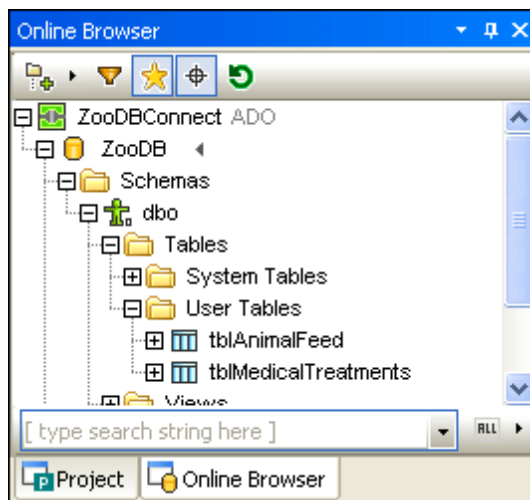 Online Browser
ZooDBConnect ADO
ZooDB
Schemas
dbo
Tables
System Tables
User Tables
tblAnimalFeed
tblMedicalTreatments
Views
[ type search string here ]
ALL
Project
Online Browser